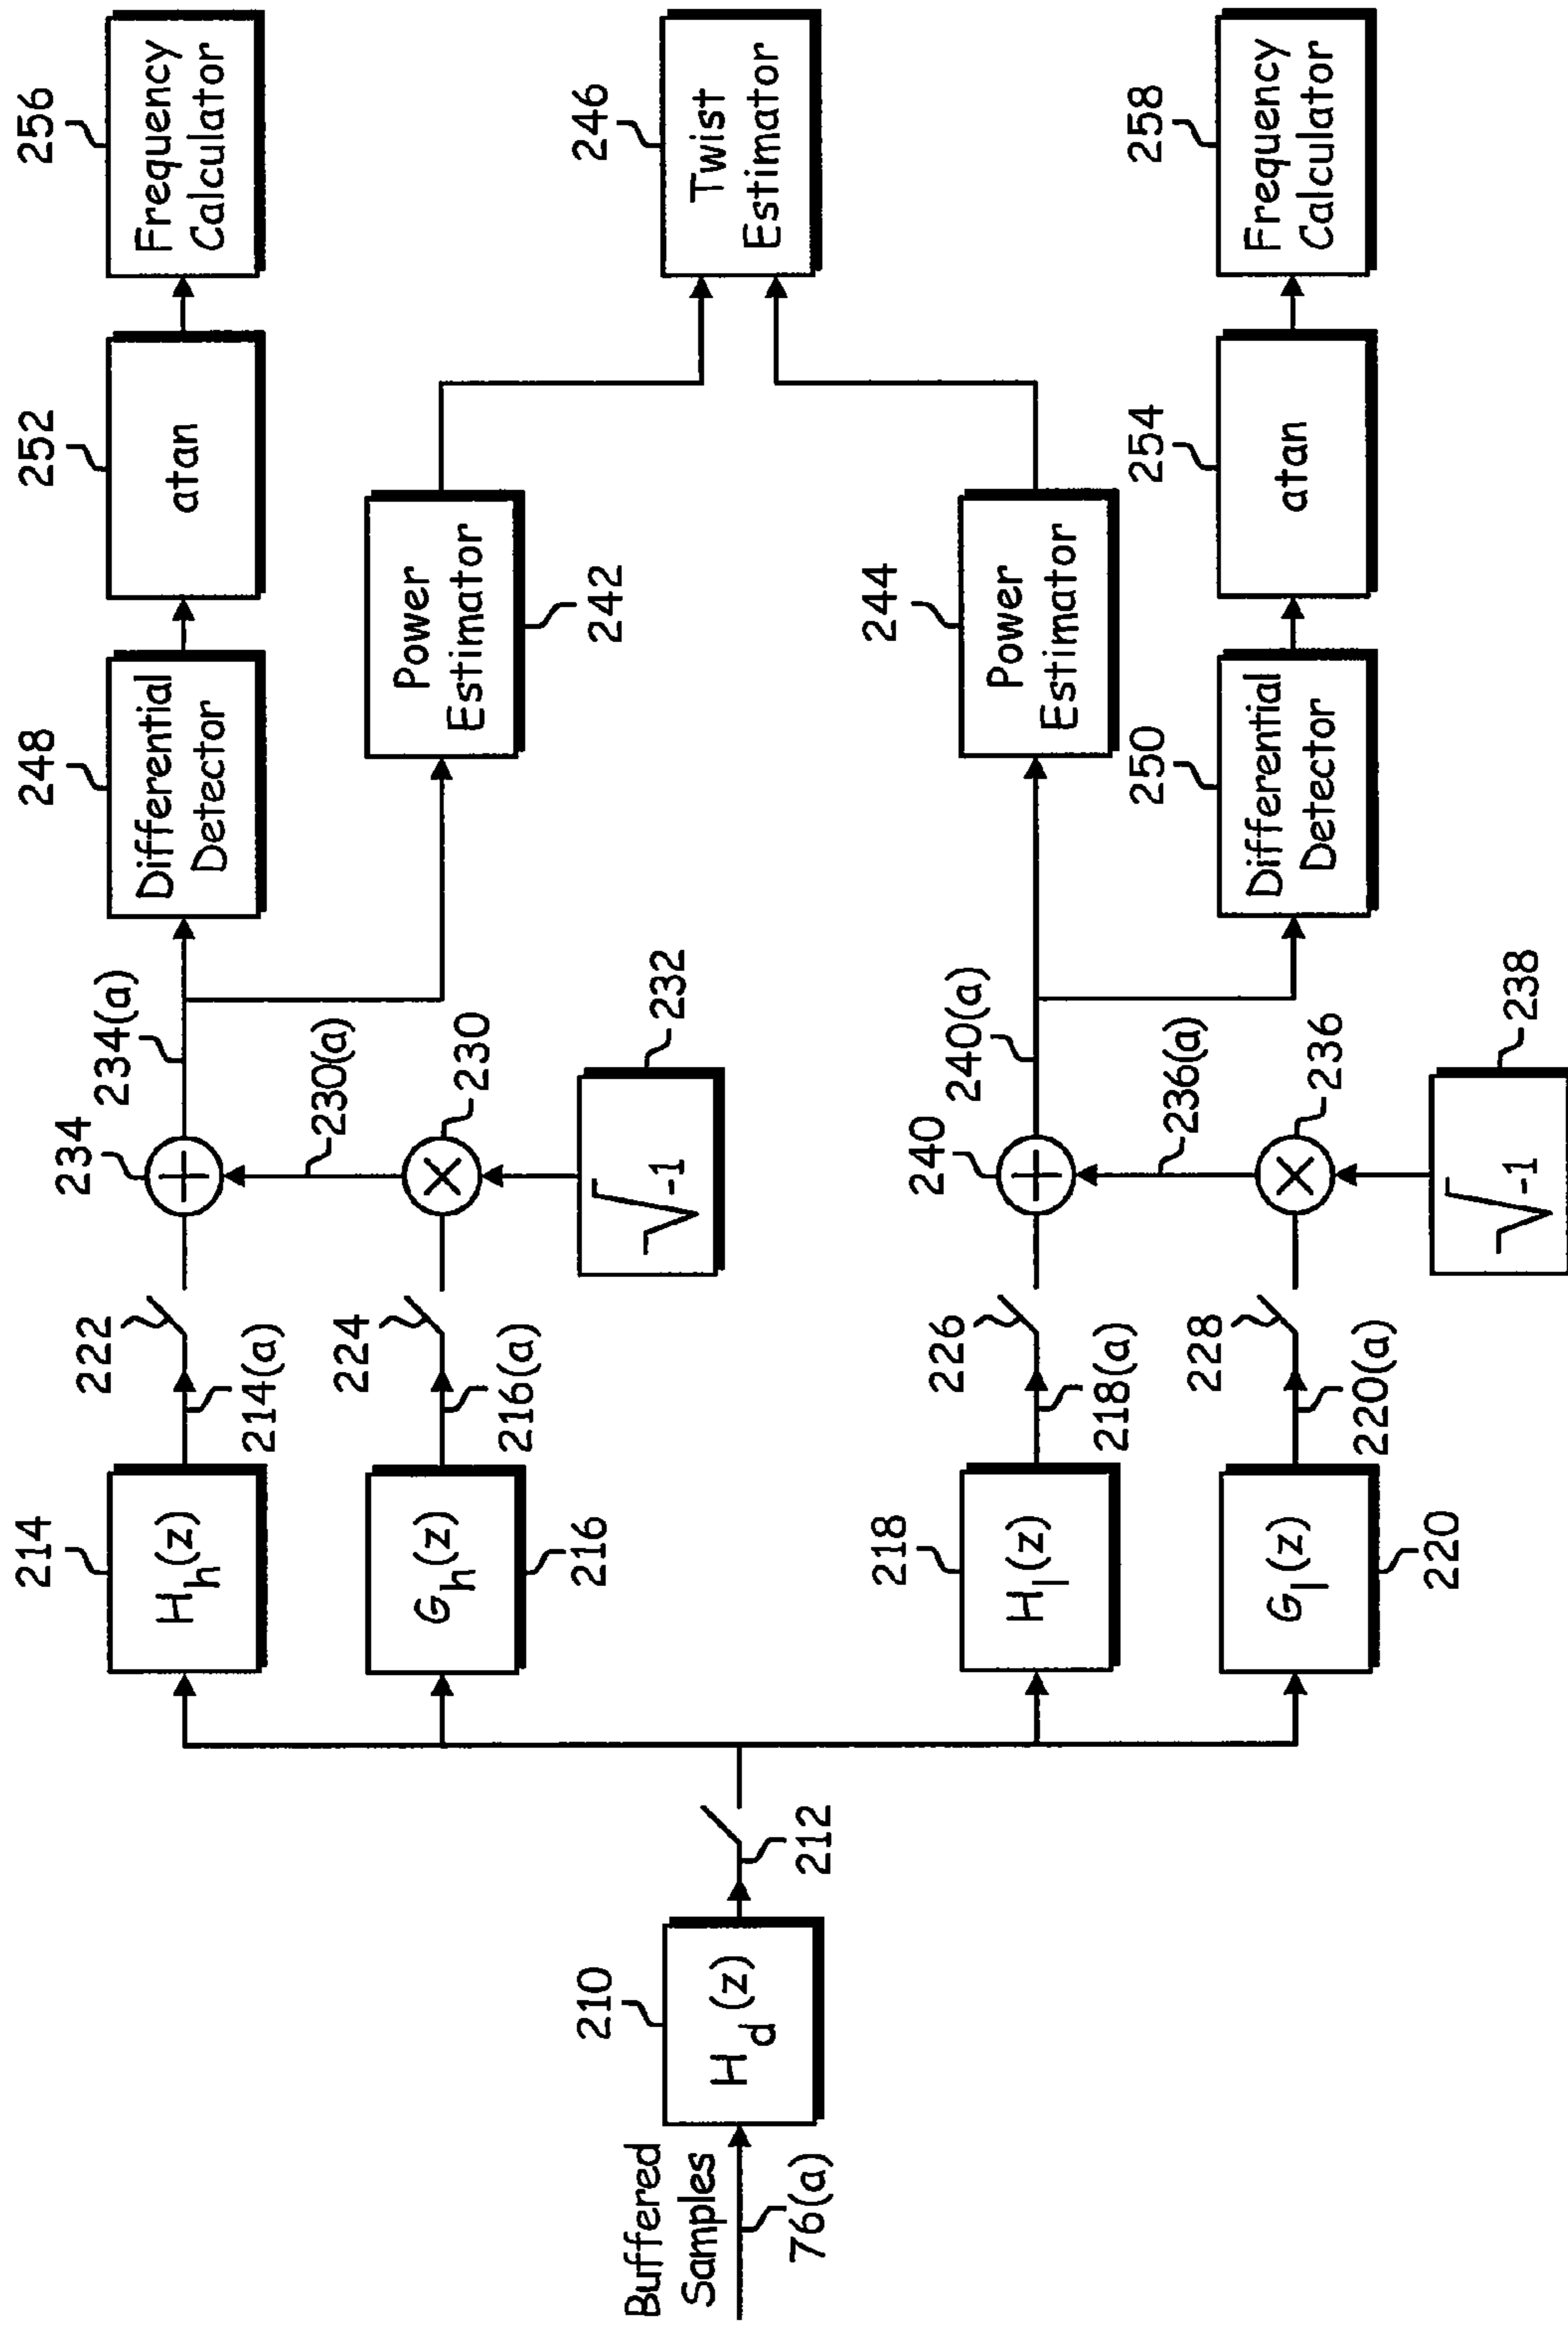 Buffered
Samples
76(a)
210
H_d(z)
212
214
H_h(z)
214(a)
222
216
G_h(z)
216(a)
224
218
H_l(z)
218(a)
226
220
G_l(z)
220(a)
228
234
234(a)
230(a)
230
232
√-1
240
240(a)
236(a)
236
238
√-1
248
Differential
Detector
252
atan
256
Frequency
Calculator
242
Power
Estimator
246
Twist
Estimator
244
Power
Estimator
250
Differential
Detector
254
atan
258
Frequency
Calculator